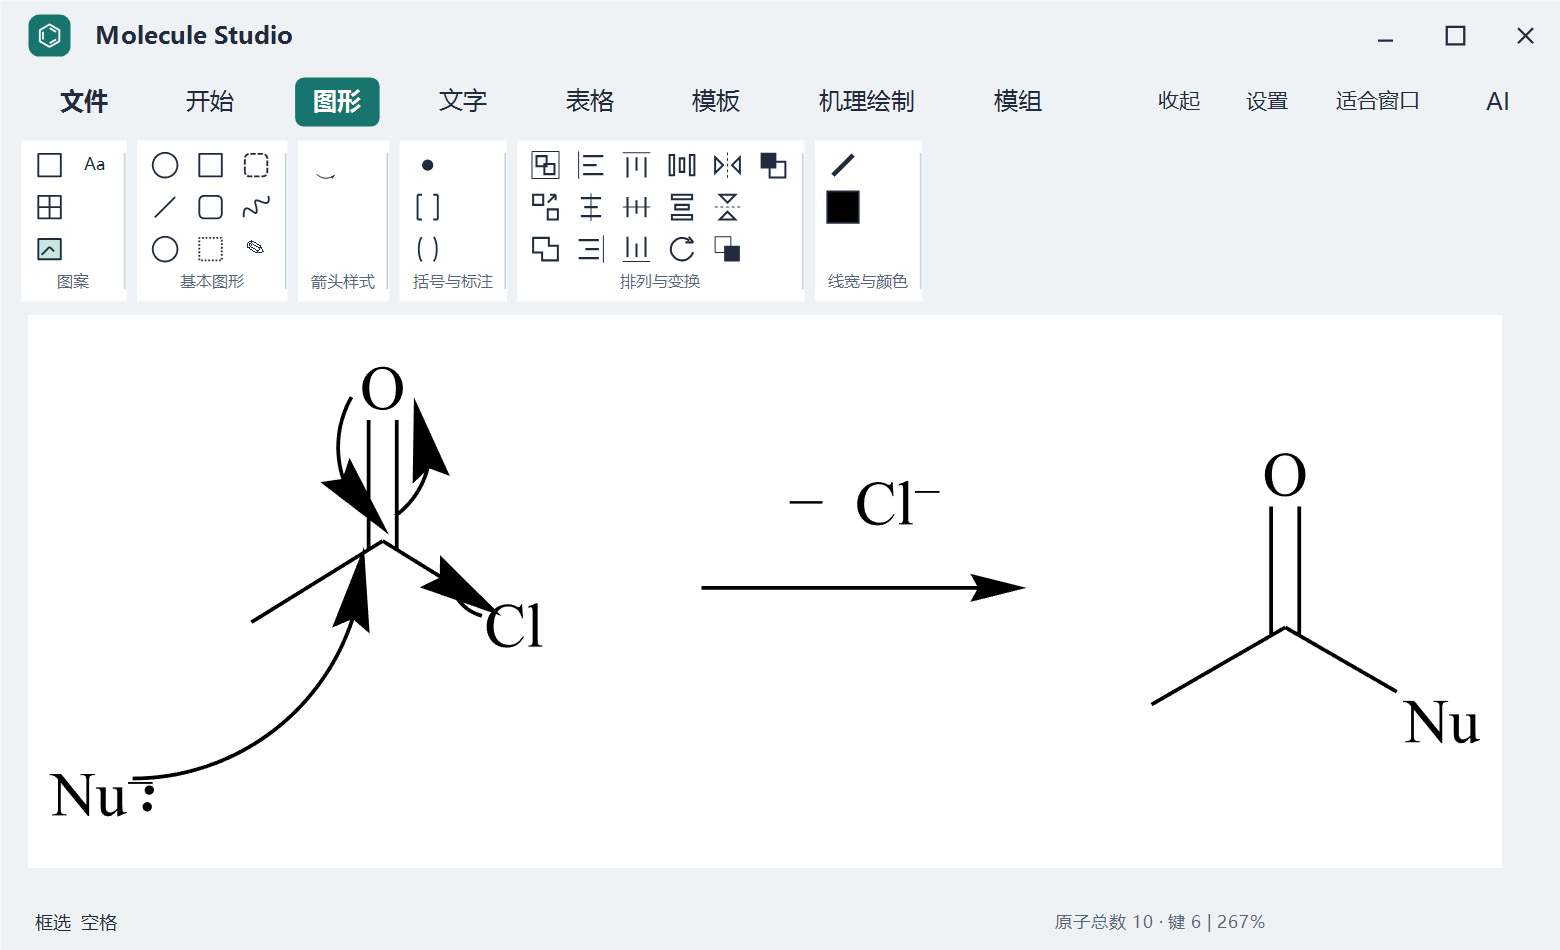 Molecule Studio
文件 开始 图形 文字 表格 模板 机理绘制 模组 收起 设置 适合窗口 AI
Aa
图案 基本图形 箭头样式 括号与标注 排列与变换 线宽与颜色
O
− Cl−
O
Cl
Nu
Nu−:
框选 空格
原子总数 10 · 键 6 | 267%